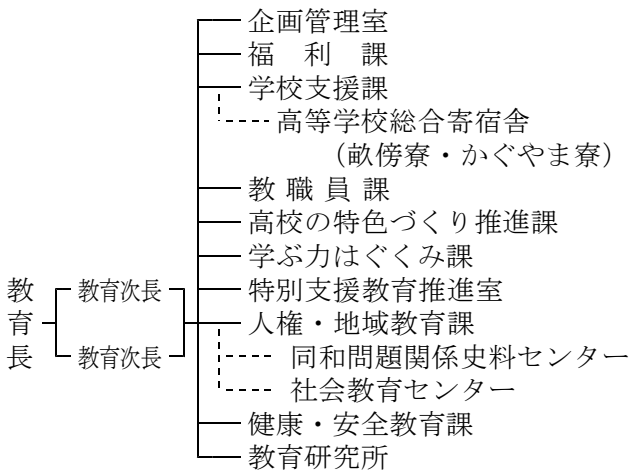 企画管理室
福利課
学校支援課
高等学校総合寄宿舎
（畝傍寮・かぐやま寮）
教職員課
高校の特色づくり推進課
学ぶ力はぐくみ課
教育長
教育次長
教育次長
特別支援教育推進室
人権・地域教育課
同和問題関係史料センター
社会教育センター
健康・安全教育課
教育研究所